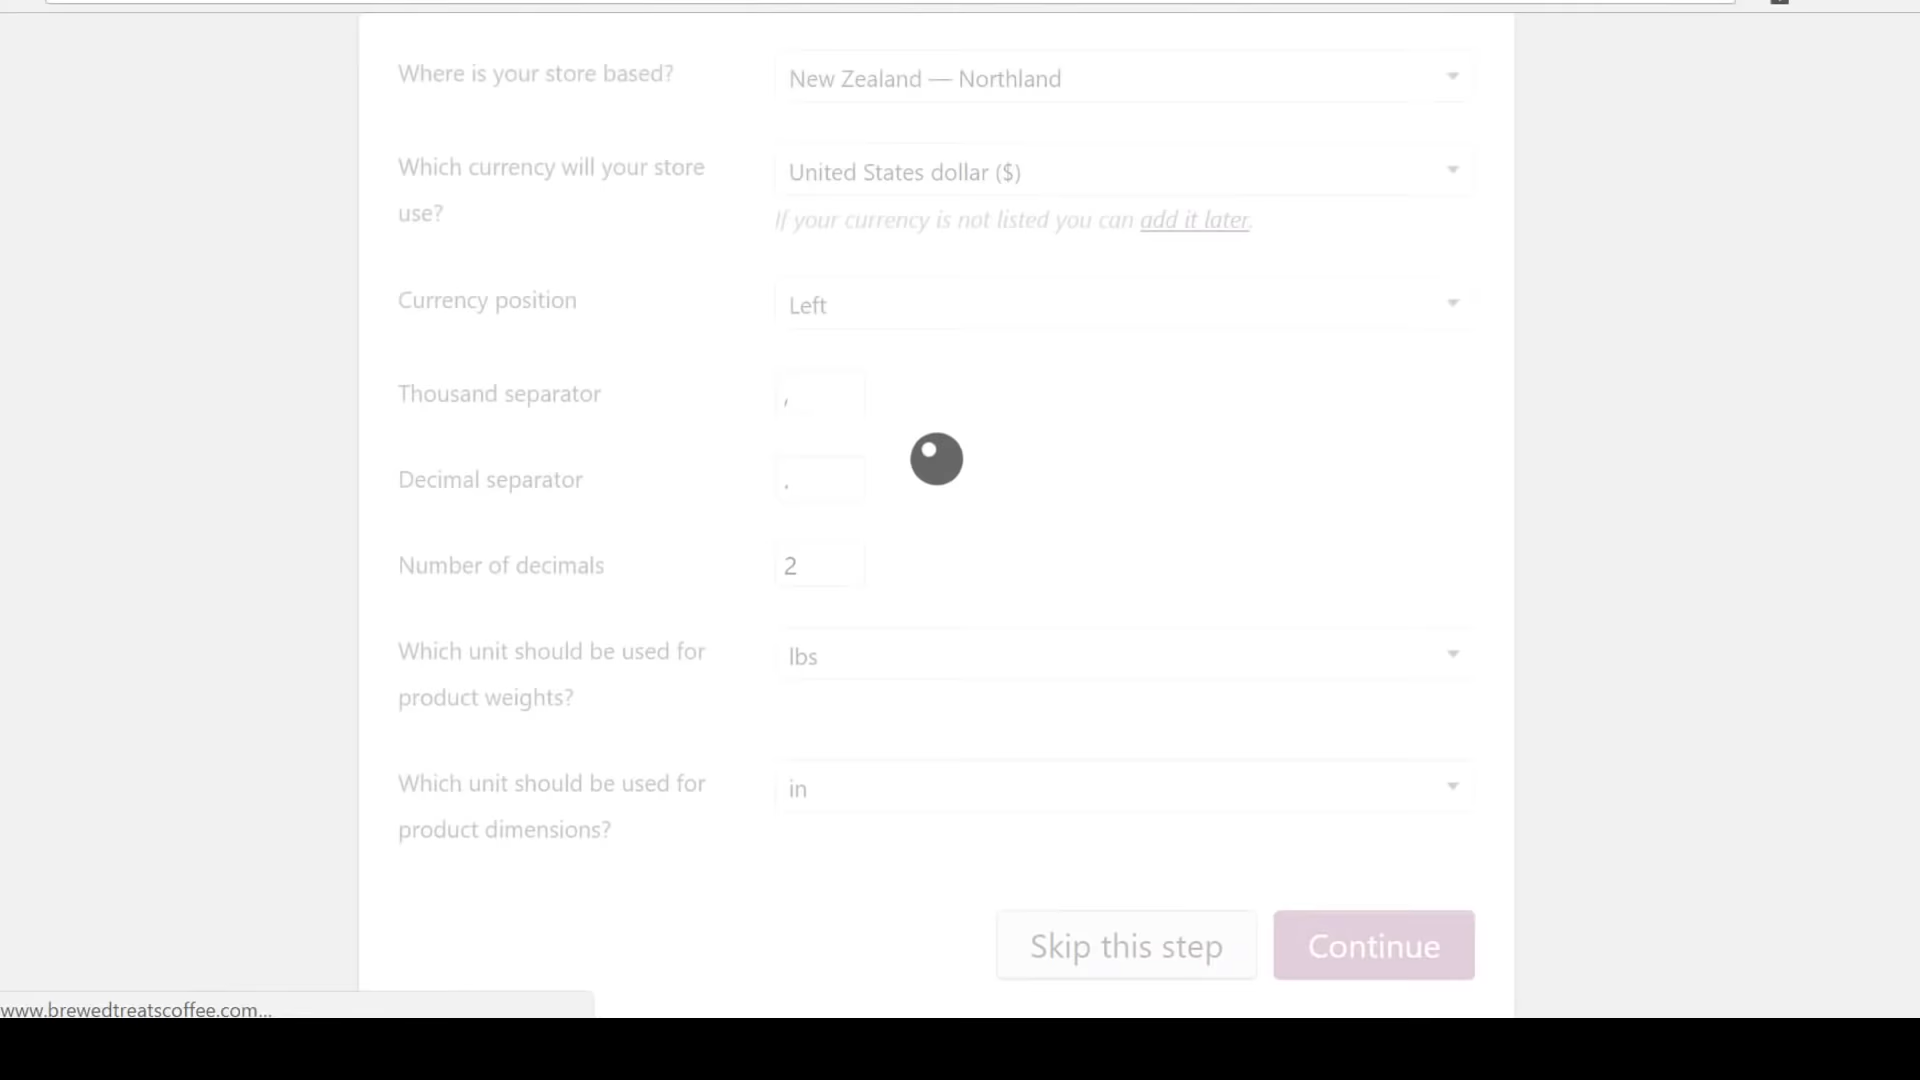 Where is your store based?
New Zealand — Northland
Which currency will your store
use?
United States dollar ($)
If your currency is not listed you can add it later.
Currency position
Left
Thousand separator
,
Decimal separator
.
Number of decimals
2
Which unit should be used for
product weights?
lbs
Which unit should be used for
product dimensions?
in
Skip this step
Continue
www.brewedtreatscoffee.com...